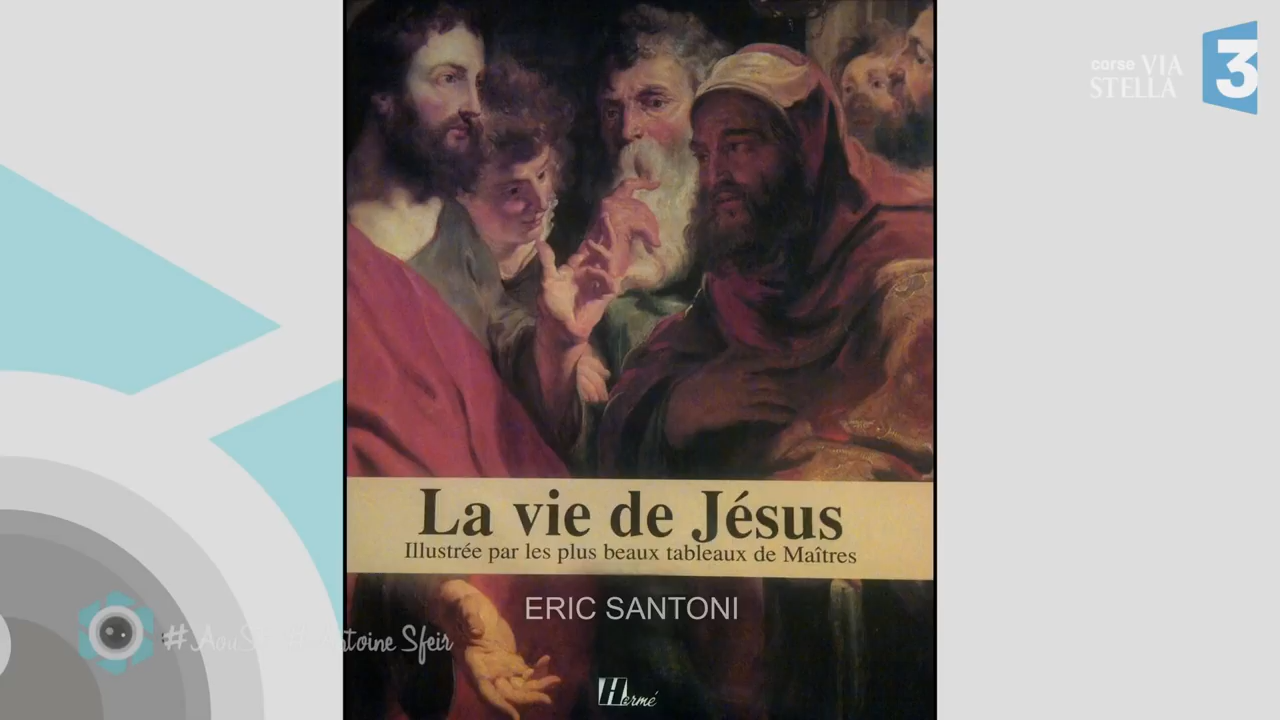 corse VIA
STELLA
3
La vie de Jésus
Illustrée par les plus beaux tableaux de Maîtres
ERIC SANTONI
Sfeir
Hermé